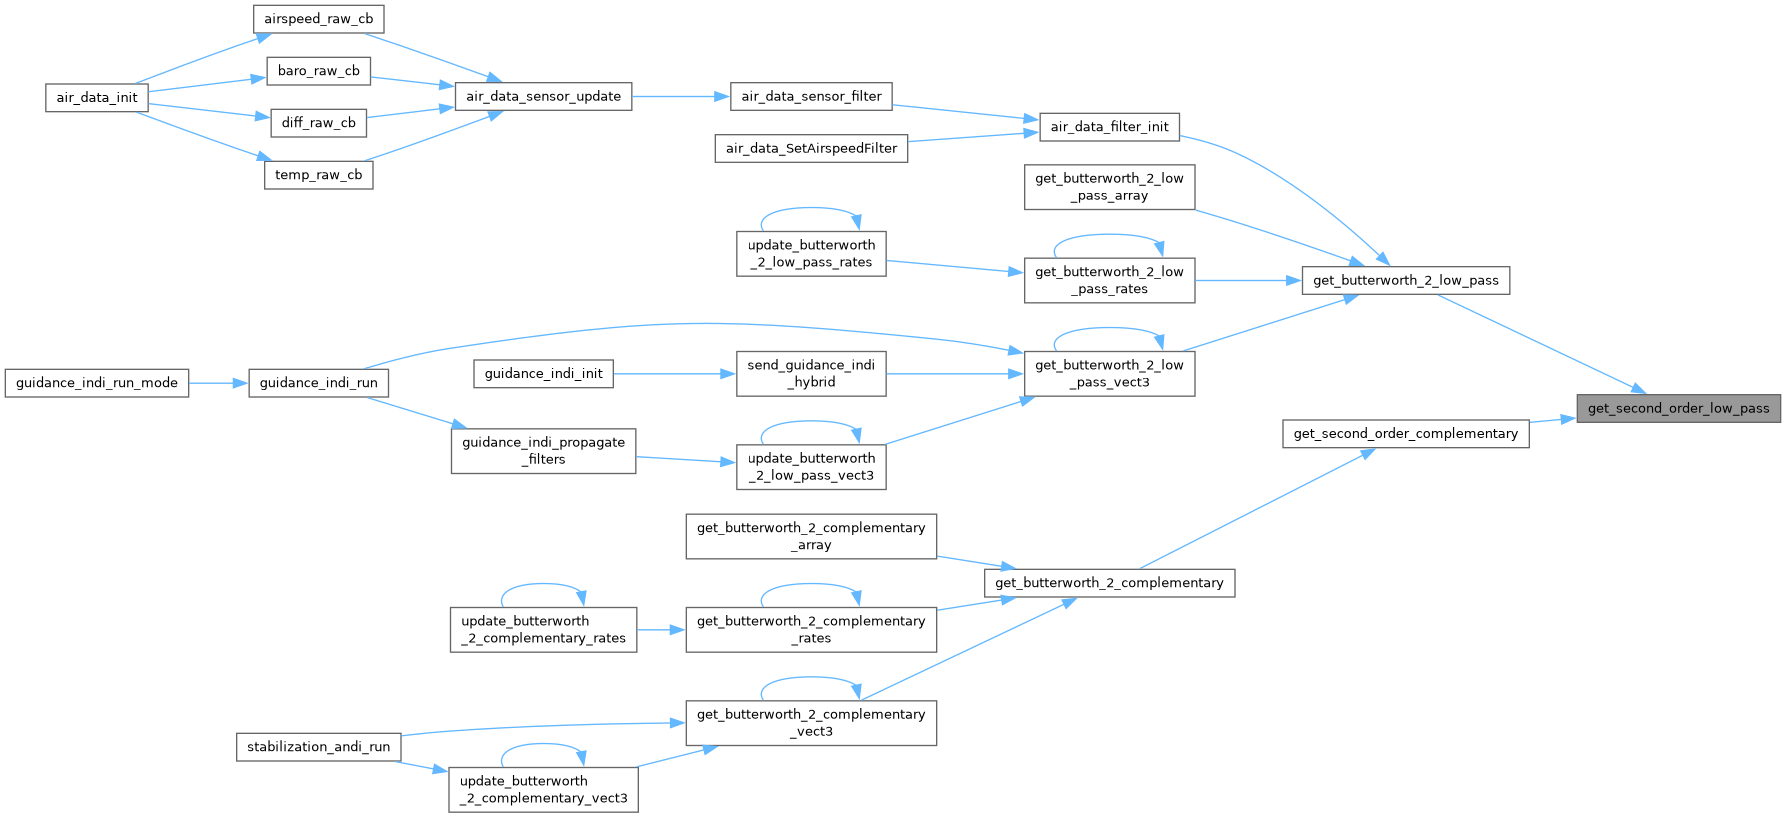 airspeed_raw_cb
baro_raw_cb
air_data_init
air_data_sensor_update
air_data_sensor_filter
diff_raw_cb
air_data_filter_init
air_data_SetAirspeedFilter
temp_raw_cb
get_butterworth_2_low
_pass_array
update_butterworth
_2_low_pass_rates
get_butterworth_2_low
_pass_rates
get_butterworth_2_low_pass
guidance_indi_run_mode
guidance_indi_run
guidance_indi_init
send_guidance_indi
_hybrid
get_butterworth_2_low
_pass_vect3
get_second_order_low_pass
get_second_order_complementary
guidance_indi_propagate
_filters
update_butterworth
_2_low_pass_vect3
get_butterworth_2_complementary
_array
get_butterworth_2_complementary
update_butterworth
_2_complementary_rates
get_butterworth_2_complementary
_rates
get_butterworth_2_complementary
_vect3
stabilization_andi_run
update_butterworth
_2_complementary_vect3